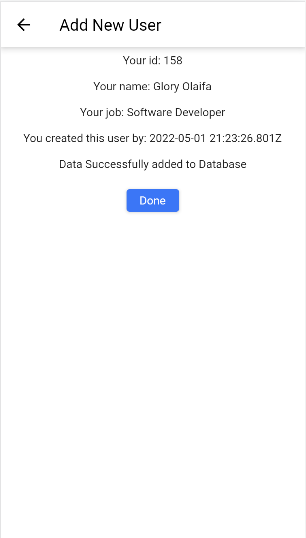 Add New User
Your id: 158
Your name: Glory Olaifa
Your job: Software Developer
You created this user by: 2022-05-01 21:23:26.801Z
Data Successfully added to Database
Done